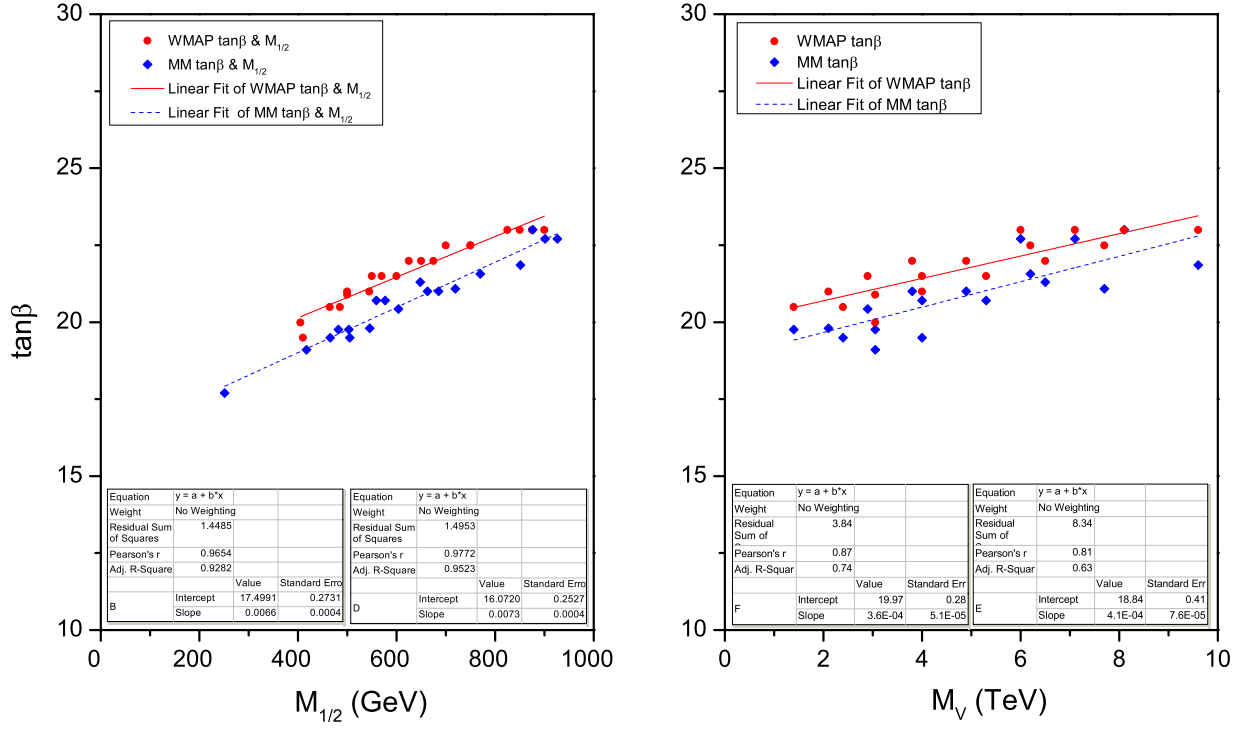 30
25
20
15
10
tanβ
WMAP tanβ & M1/2
MM tanβ & M1/2
Linear Fit of WMAP tanβ & M1/2
Linear Fit of MM tanβ & M1/2
Equation y = a + b*x
Weight No Weighting
Residual Sum of Squares 1.4485
Pearson's r 0.9654
Adj. R-Square 0.9282
Value Standard Erro
B Intercept 17.4991 0.2731
Slope 0.0066 0.0004
Equation y = a + b*x
Weight No Weighting
Residual Sum of Squares 1.4953
Pearson's r 0.9772
Adj. R-Square 0.9523
Value Standard Erro
D Intercept 16.0720 0.2527
Slope 0.0073 0.0004
0 200 400 600 800 1000
M1/2 (GeV)
30
25
20
15
10
WMAP tanβ
MM tanβ
Linear Fit of WMAP tanβ
Linear Fit of MM tanβ
Equation y = a + b*x
Weight No Weighting
Residual Sum of 3.84
Pearson's r 0.87
Adj. R-Squar 0.74
Value Standard Err
F Intercept 19.97 0.28
Slope 3.6E-04 5.1E-05
Equation y = a + b*x
Weight No Weighting
Residual Sum of 8.34
Pearson's r 0.81
Adj. R-Squar 0.63
Value Standard Err
E Intercept 18.84 0.41
Slope 4.1E-04 7.6E-05
0 2 4 6 8 10
MV (TeV)